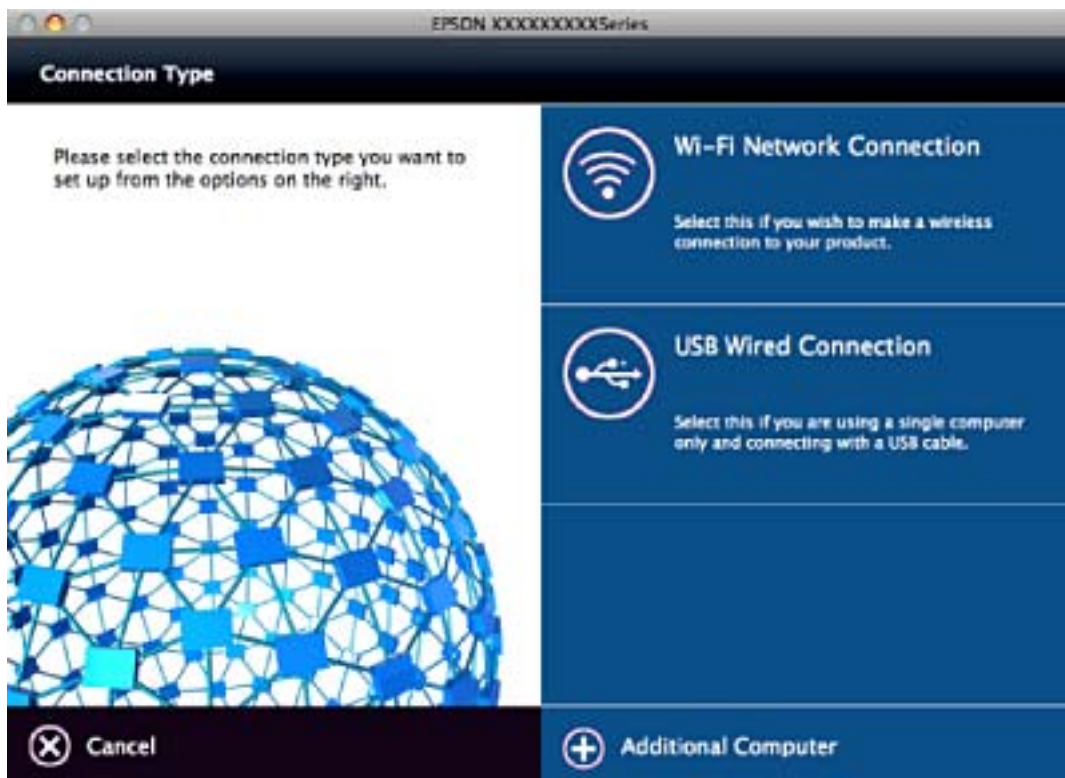 EPSON XXXXXXXXXSeries
Connection Type
Please select the connection type you want to
set up from the options on the right.
Wi-Fi Network Connection
Select this if you wish to make a wireless
connection to your product.
USB Wired Connection
Select this if you are using a single computer
only and connecting with a USB cable.
Cancel
Additional Computer